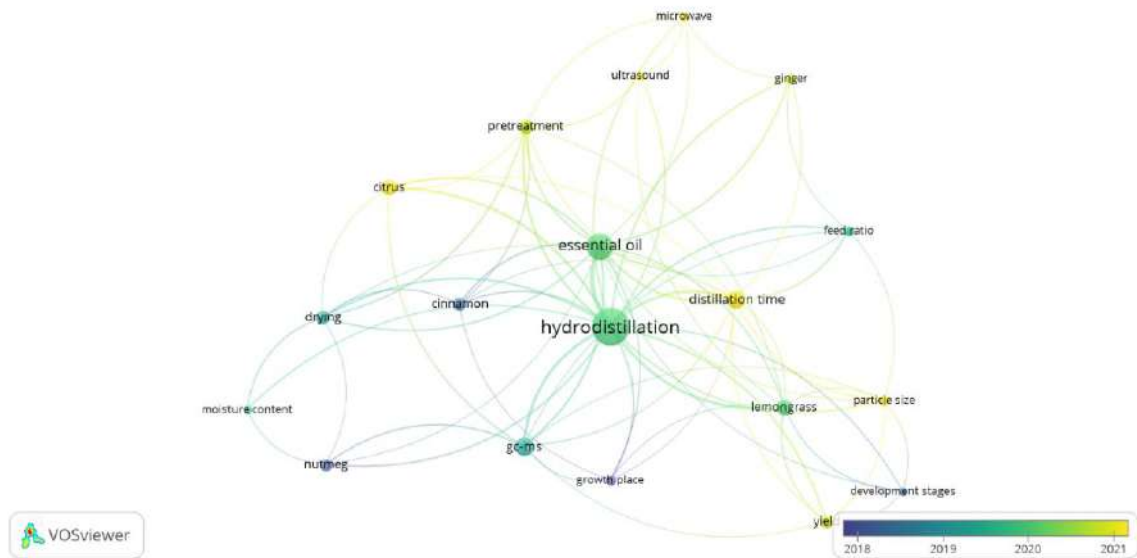 microwave
ultrasound
ginger
pretreatment
citrus
feed ratio
essential oil
distillation time
cinnamon
drying
hydrodistillation
moisture content
lemongrass
particle size
gc-ms
nutmeg
growth place
development stages
yiel
VOSviewer
2018 2019 2020 2021